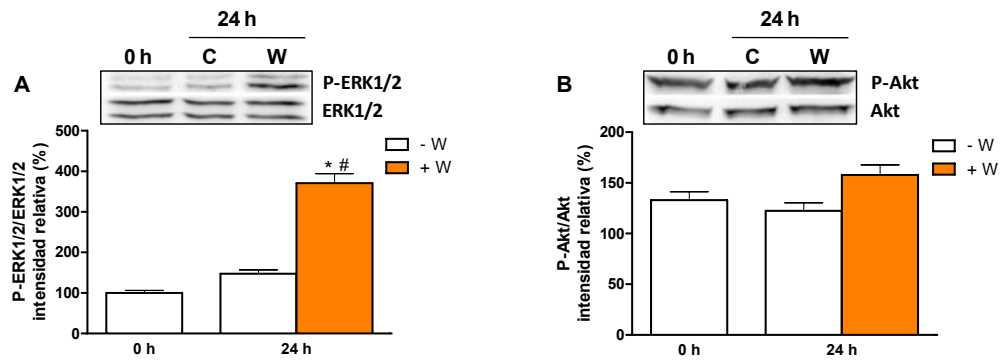 24 h
0 h C W
A
P-ERK1/2
ERK1/2
P-ERK1/2/ERK1/2
intensidad relativa (%)
500
400
300
200
100
0
* #
- W
+ W
0 h 24 h
24 h
0 h C W
B
P-Akt
Akt
P-Akt/Akt
intensidad relativa (%)
200
150
100
50
0
- W
+ W
0 h 24 h